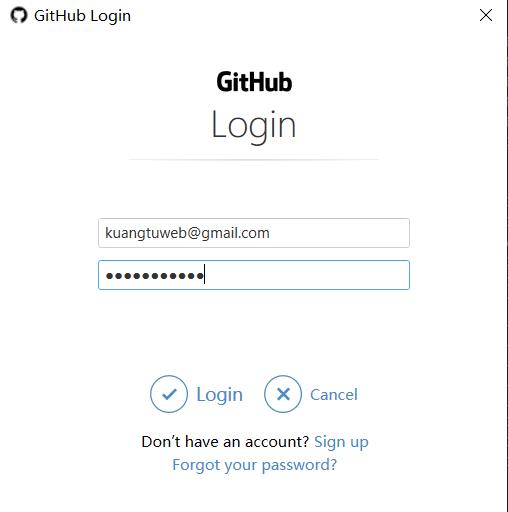 GitHub Login
GitHub
Login
kuangtuweb@gmail.com
●●●●●●●●●●●
Login
Cancel
Don’t have an account? Sign up
Forgot your password?